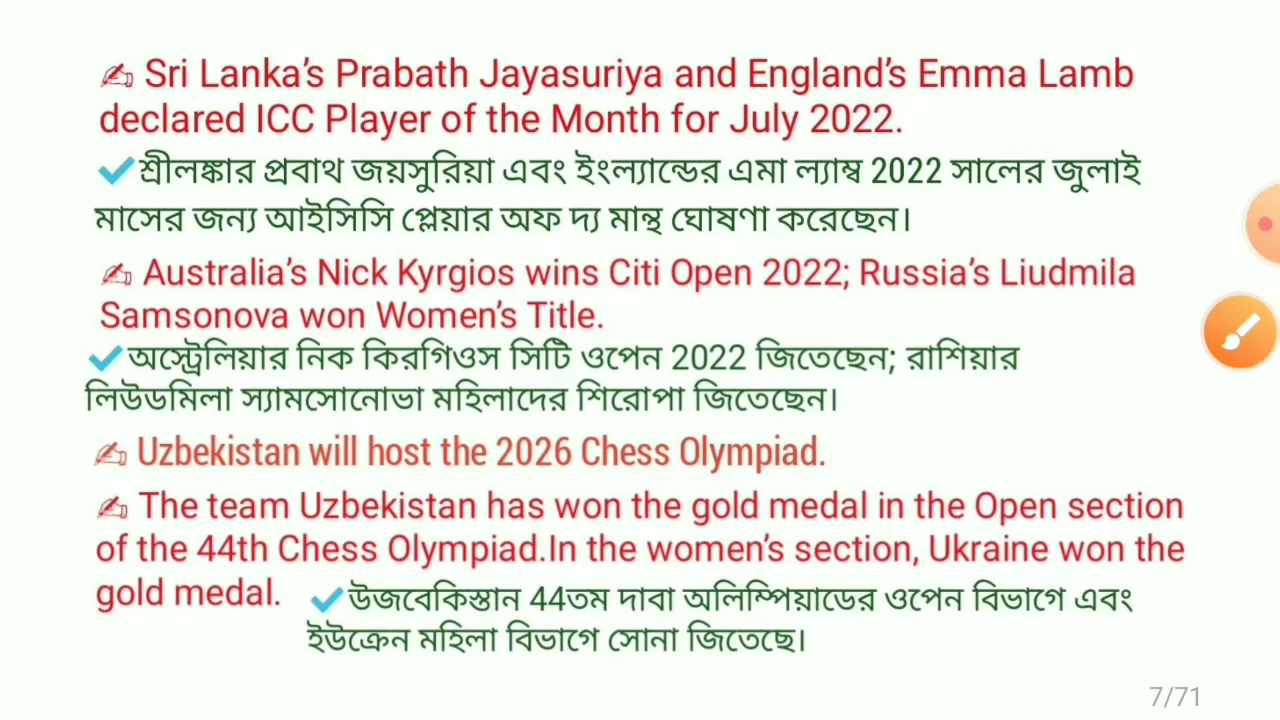 ✍ Sri Lanka’s Prabath Jayasuriya and England’s Emma Lamb
declared ICC Player of the Month for July 2022.
✔শ্রীলঙ্কার প্রবাথ জয়সুরিয়া এবং ইংল্যান্ডের এমা ল্যাম্ব 2022 সালের জুলাই
মাসের জন্য আইসিসি প্লেয়ার অফ দ্য মান্থ ঘোষণা করেছেন।
✍ Australia’s Nick Kyrgios wins Citi Open 2022; Russia’s Liudmila
Samsonova won Women’s Title.
✔অস্ট্রেলিয়ার নিক কিরগিওস সিটি ওপেন 2022 জিতেছেন; রাশিয়ার
লিউডমিলা স্যামসোনোভা মহিলাদের শিরোপা জিতেছেন।
✍ Uzbekistan will host the 2026 Chess Olympiad.
✍ The team Uzbekistan has won the gold medal in the Open section
of the 44th Chess Olympiad.In the women’s section, Ukraine won the
gold medal.
✔উজবেকিস্তান 44তম দাবা অলিম্পিয়াডের ওপেন বিভাগে এবং
ইউক্রেন মহিলা বিভাগে সোনা জিতেছে।
7/71